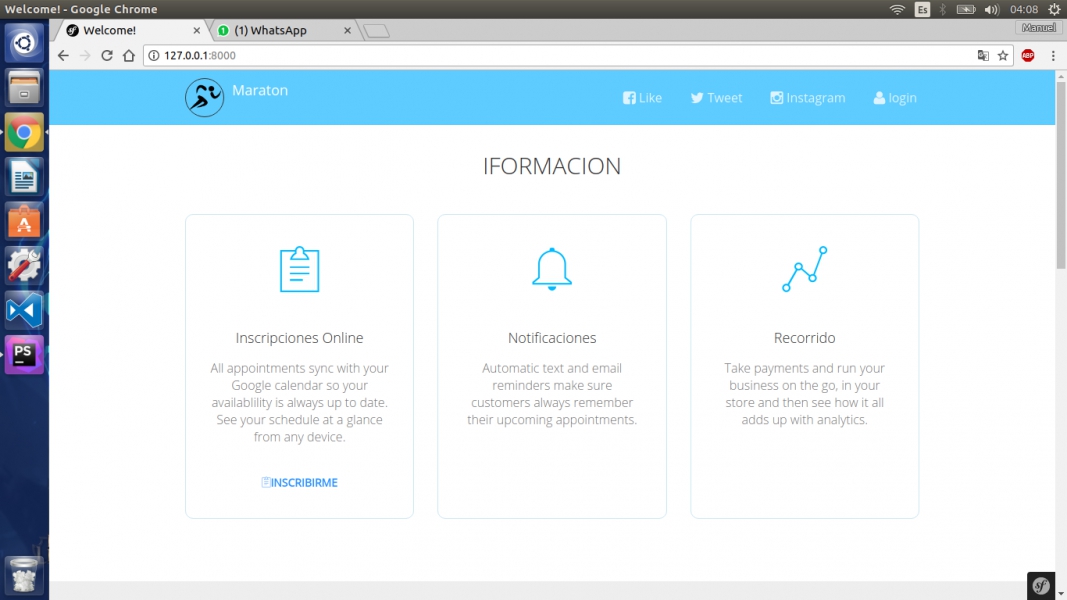 Welcome! - Google Chrome
Es
04:08
Manuel
Welcome!
1
(1) WhatsApp
127.0.0.1:8000
ABP
Maraton
Like
Tweet
Instagram
login
IFORMACION
Inscripciones Online
All appointments sync with your
Google calendar so your
availablility is always up to date.
See your schedule at a glance
from any device.
INSCRIBIRME
Notificaciones
Automatic text and email
reminders make sure
customers always remember
their upcoming appointments.
Recorrido
Take payments and run your
business on the go, in your
store and then see how it all
adds up with analytics.
PS
sf